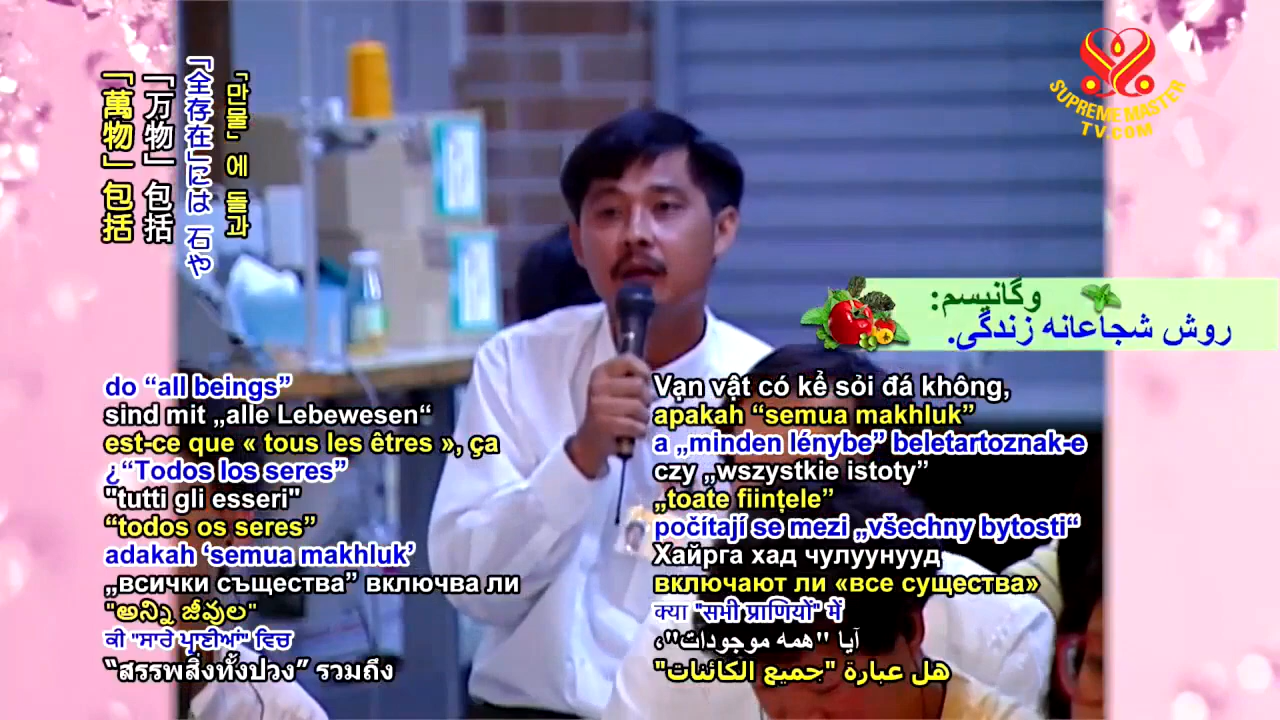 「萬物」包括
「万物」包括
「全存在」には 石や
「만물」에 돌과
SUPREME MASTER
TV.COM
وگانیسم:
روش شجاعانه زندگی.
do “all beings”
sind mit „alle Lebewesen“
est-ce que « tous les êtres », ça
¿ “Todos los seres”
"tutti gli esseri"
“todos os seres”
adakah ‘semua makhluk’
„всички същества” включва ли
"అన్ని జీవుల"
ਕੀ "ਸਾਰੇ ਪ੍ਰਾਣੀਆਂ" ਵਿਚ
“สรรพสิ่งทั้งปวง” รวมถึง
Vạn vật có kể sỏi đá không,
apakah “semua makhluk”
a „minden lénybe” beletartoznak-e
czy „wszystkie istoty”
„toate ființele”
počítají se mezi „všechny bytosti“
Хайрга хад чулуунууд
включают ли «все существа»
क्या "सभी प्राणियों" में
آیا "همه موجودات"،
هل عبارة "جميع الكائنات"